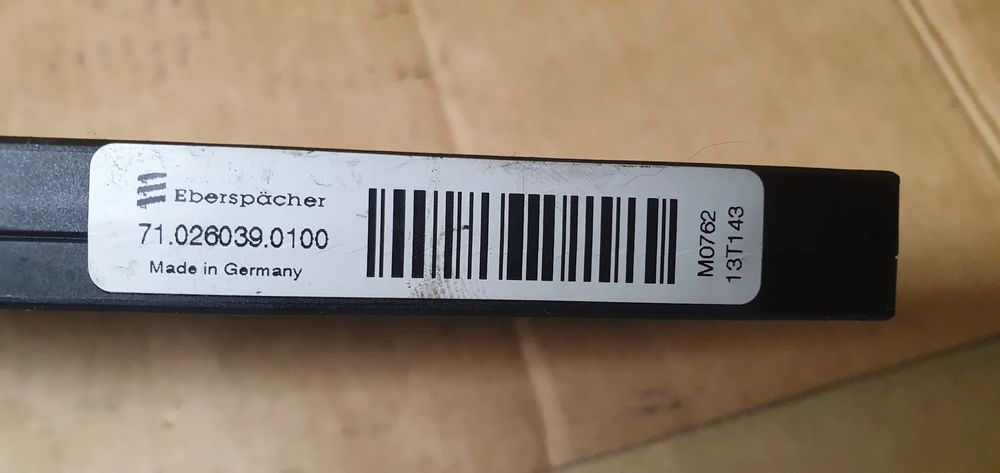 Eberspächer
71.026039.0100
Made in Germany
M0762
13T143